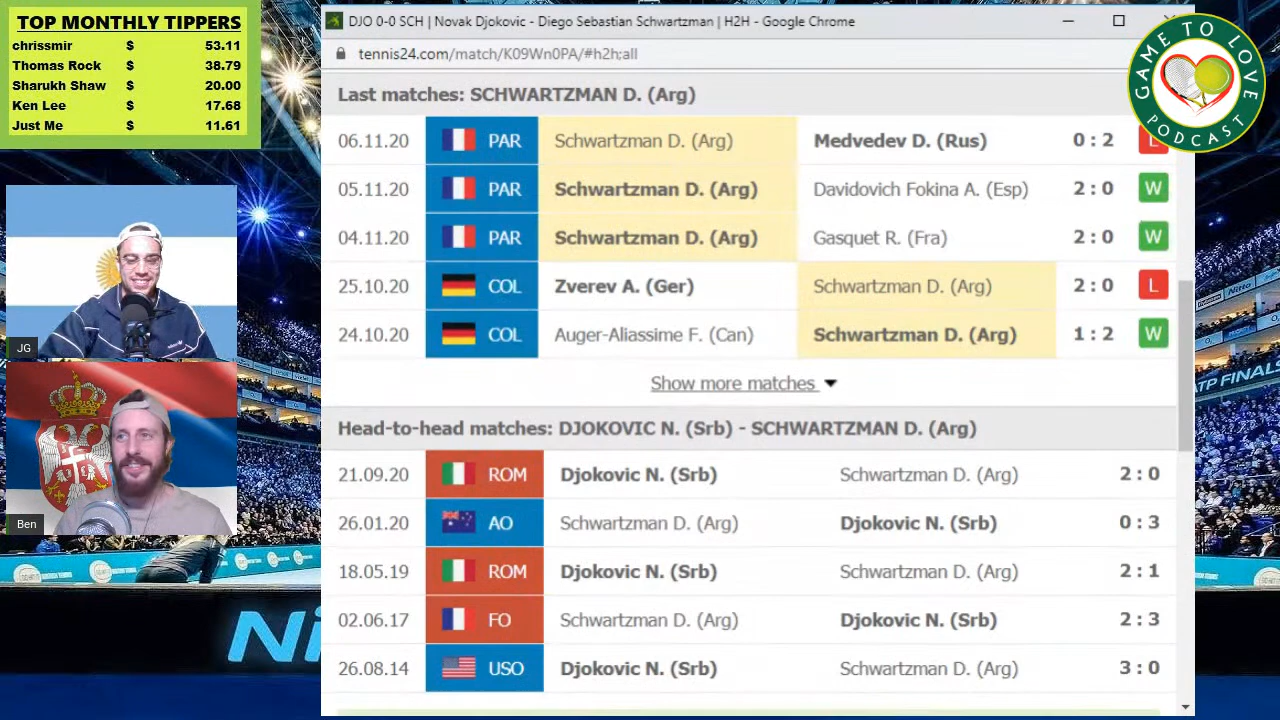 TOP MONTHLY TIPPERS
chrissmir $ 53.11
Thomas Rock $ 38.79
Sharukh Shaw $ 20.00
Ken Lee $ 17.68
Just Me $ 11.61
JG
Ben
DJO 0-0 SCH | Novak Djokovic - Diego Sebastian Schwartzman | H2H - Google Chrome
tennis24.com/match/K09Wn0PA/#h2h;all
GAME TO LOVE
PODCAST
Last matches: SCHWARTZMAN D. (Arg)
06.11.20 PAR Schwartzman D. (Arg) Medvedev D. (Rus) 0 : 2 L
05.11.20 PAR Schwartzman D. (Arg) Davidovich Fokina A. (Esp) 2 : 0 W
04.11.20 PAR Schwartzman D. (Arg) Gasquet R. (Fra) 2 : 0 W
25.10.20 COL Zverev A. (Ger) Schwartzman D. (Arg) 2 : 0 L
24.10.20 COL Auger-Aliassime F. (Can) Schwartzman D. (Arg) 1 : 2 W
Show more matches
Head-to-head matches: DJOKOVIC N. (Srb) - SCHWARTZMAN D. (Arg)
21.09.20 ROM Djokovic N. (Srb) Schwartzman D. (Arg) 2 : 0
26.01.20 AO Schwartzman D. (Arg) Djokovic N. (Srb) 0 : 3
18.05.19 ROM Djokovic N. (Srb) Schwartzman D. (Arg) 2 : 1
02.06.17 FO Schwartzman D. (Arg) Djokovic N. (Srb) 2 : 3
26.08.14 USO Djokovic N. (Srb) Schwartzman D. (Arg) 3 : 0
ATP FINALS
Nitto
Ni